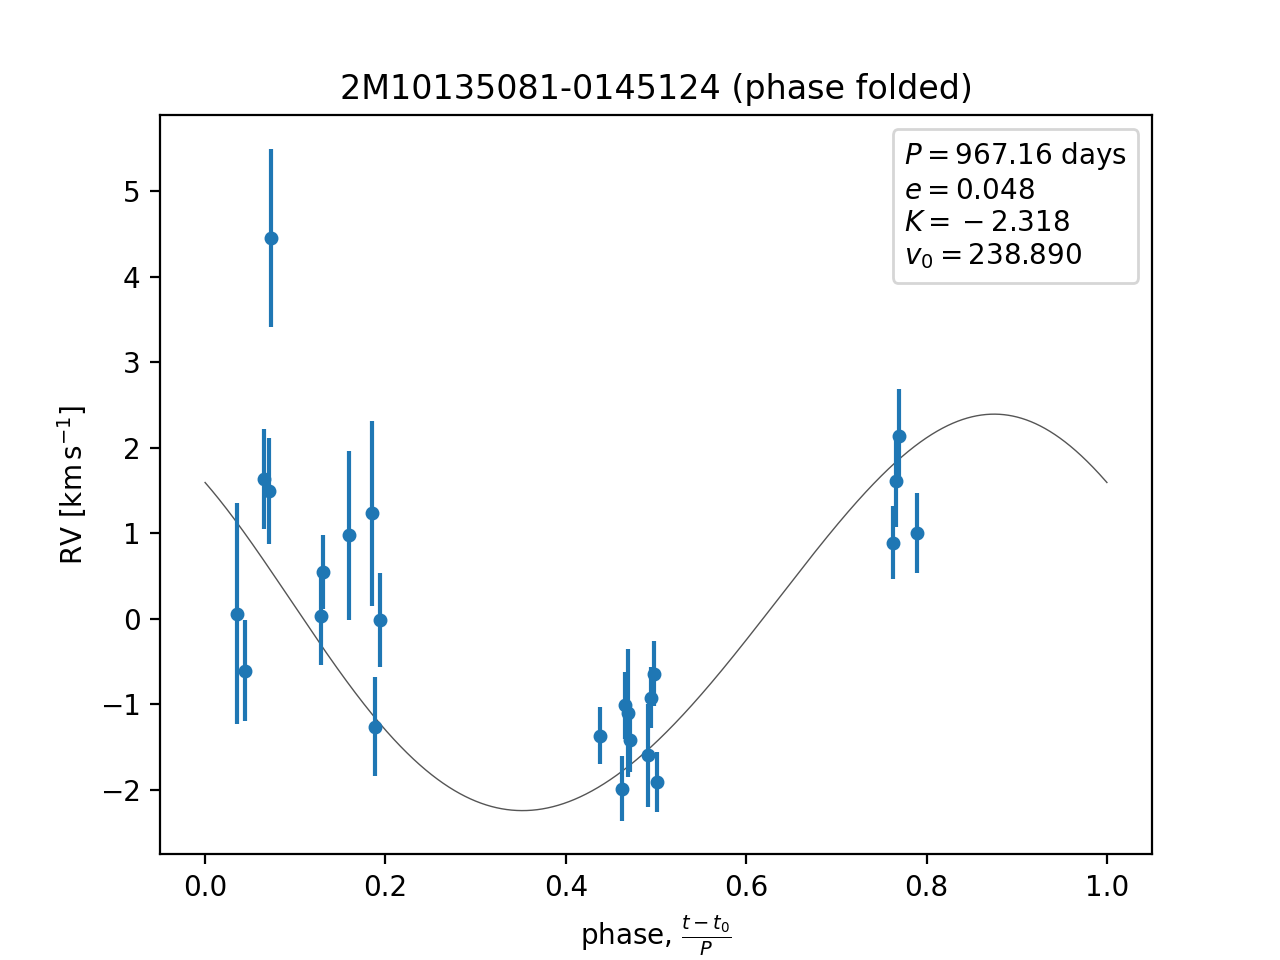 2M10135081-0145124 (phase folded)
P = 967.16 days
e = 0.048
K = −2.318
v₀ = 238.890
RV [km s⁻¹]
5
4
3
2
1
0
−1
−2
0.0 0.2 0.4 0.6 0.8 1.0
phase, (t − t₀)/P